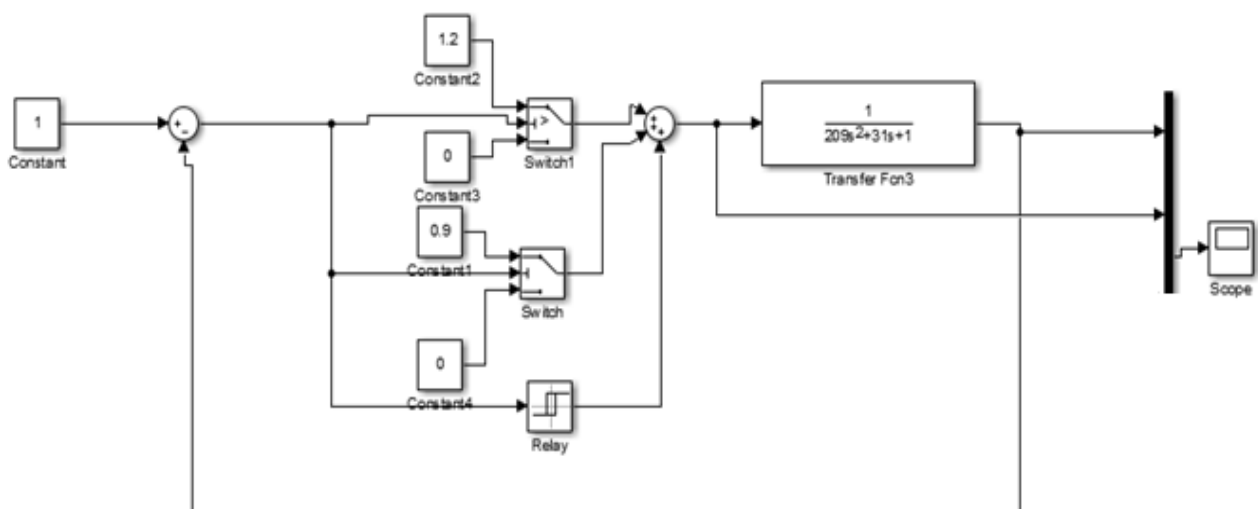 1.2
Constant2
1
Constant
>
Switch1
0
Constant3
0.9
Constant1
Switch
0
Constant4
Relay
1
209s²+31s+1
Transfer Fcn3
Scope